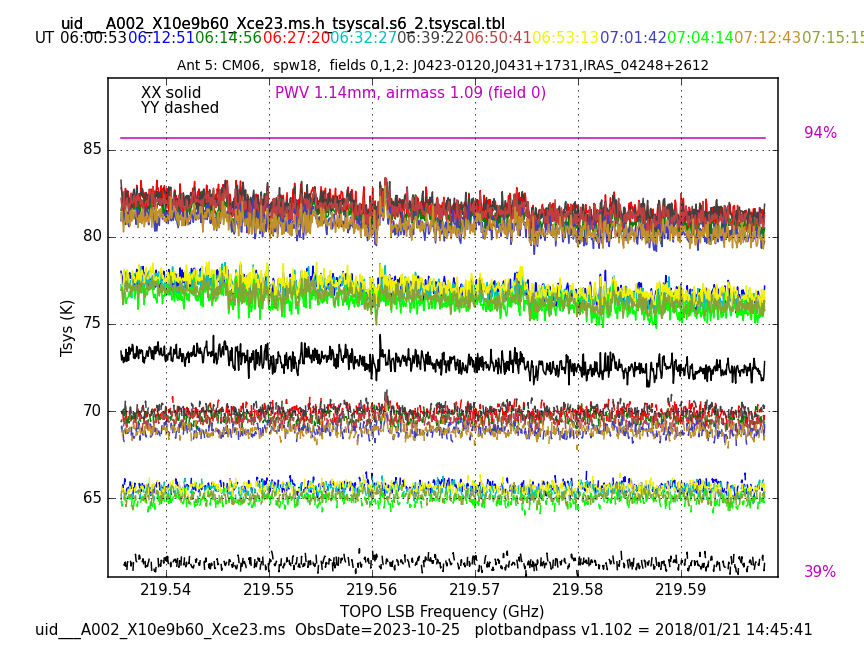 uid___A002_X10e9b60_Xce23.ms.h_tsyscal.s6_2.tsyscal.tbl
UT 06:00:53 06:12:51 06:14:56 06:27:20 06:32:27 06:39:22 06:50:41 06:53:13 07:01:42 07:04:14 07:12:43 07:15:15
Ant 5: CM06, spw18, fields 0,1,2: J0423-0120,J0431+1731,IRAS_04248+2612
XX solid
PWV 1.14mm, airmass 1.09 (field 0)
YY dashed
94%
85
80
75
70
65
Tsys (K)
39%
219.54 219.55 219.56 219.57 219.58 219.59
TOPO LSB Frequency (GHz)
uid___A002_X10e9b60_Xce23.ms ObsDate=2023-10-25 plotbandpass v1.102 = 2018/01/21 14:45:41